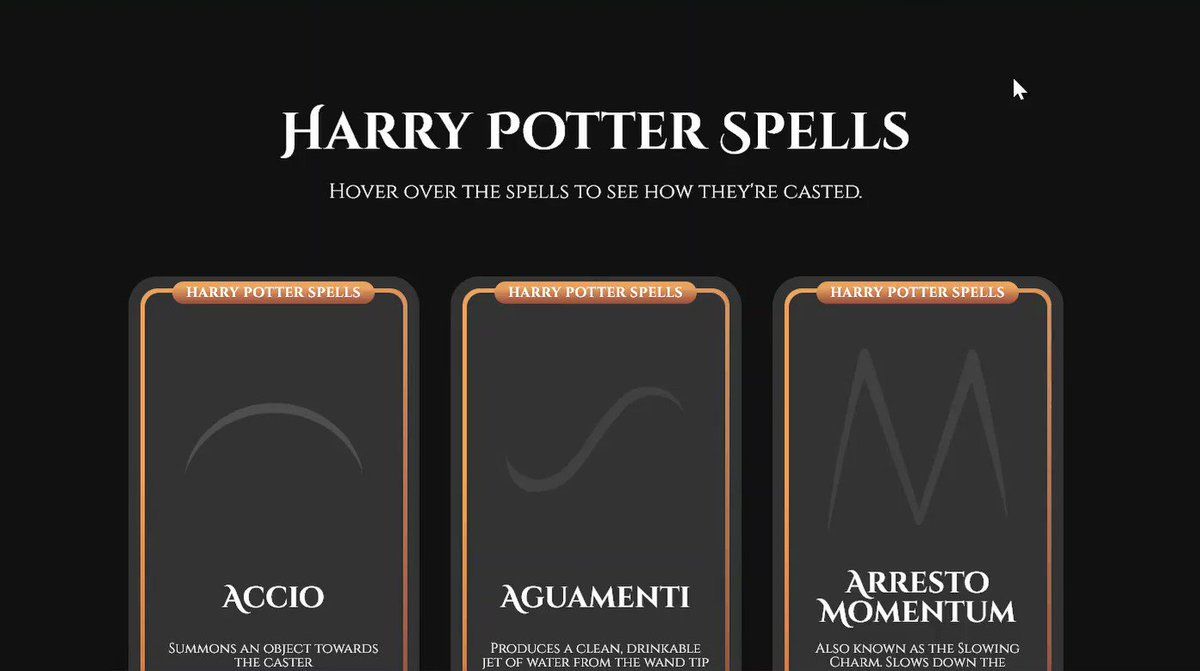 Harry Potter Spells
Hover over the spells to see how they're casted.
HARRY POTTER SPELLS
HARRY POTTER SPELLS
HARRY POTTER SPELLS
Accio
Summons an object towards
the caster
Aguamenti
Produces a clean, drinkable
jet of water from the wand tip
Arresto
Momentum
Also known as the Slowing
Charm. Slows down the